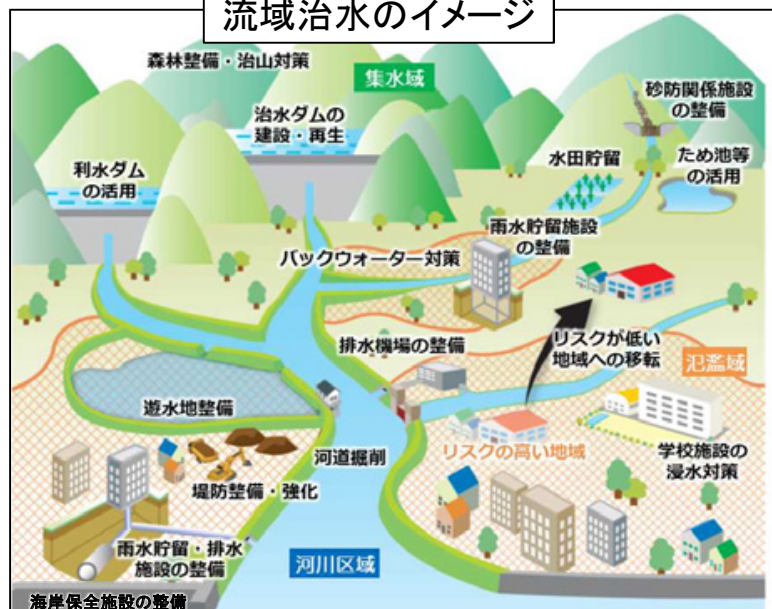 流域治水のイメージ
森林整備・治山対策
集水域
砂防関係施設
の整備
治水ダムの
建設・再生
水田貯留
ため池等
の活用
利水ダム
の活用
雨水貯留施設
の整備
バックウォーター対策
排水機場の整備
リスクが低い
地域への移転
氾濫域
遊水地整備
河道掘削
リスクの高い地域
学校施設の
浸水対策
堤防整備・強化
雨水貯留・排水
施設の整備
河川区域
海岸保全施設の整備